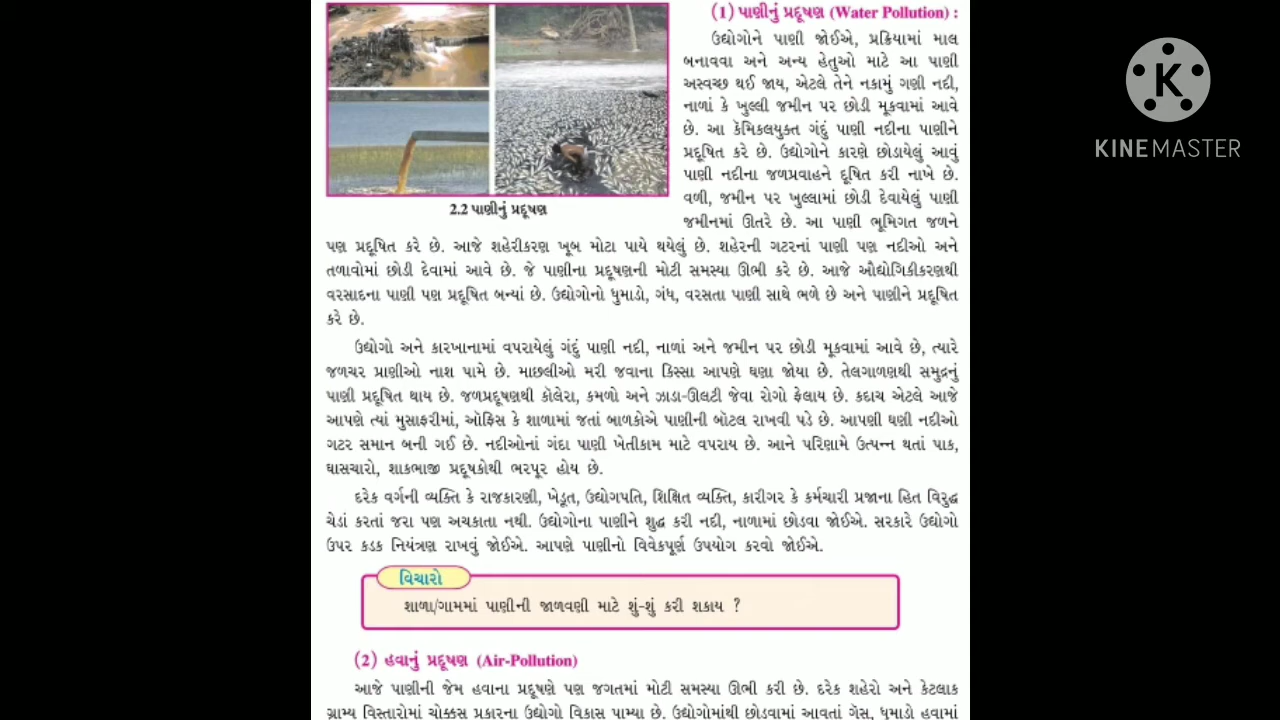 (1) પાણીનું પ્રદૂષણ (Water Pollution) :
ઉદ્યોગોને પાણી જોઈએ, પ્રક્રિયામાં માલ
બનાવવા અને અન્ય હેતુઓ માટે આ પાણી
અસ્વચ્છ થઈ જાય, એટલે તેને નકામું ગણી નદી,
નાળાં કે ખુલ્લી જમીન પર છોડી મૂકવામાં આવે
છે. આ કૅમિકલયુક્ત ગંદું પાણી નદીના પાણીને
પ્રદૂષિત કરે છે. ઉદ્યોગોને કારણે છોડાયેલું આવું
પાણી નદીના જળપ્રવાહને દૂષિત કરી નાખે છે.
વળી, જમીન પર ખુલ્લામાં છોડી દેવાયેલું પાણી
જમીનમાં ઊતરે છે. આ પાણી ભૂમિગત જળને
2.2 પાણીનું પ્રદૂષણ
પણ પ્રદૂષિત કરે છે. આજે શહેરીકરણ ખૂબ મોટા પાયે થયેલું છે. શહેરની ગટરનાં પાણી પણ નદીઓ અને
તળાવોમાં છોડી દેવામાં આવે છે. જે પાણીના પ્રદૂષણની મોટી સમસ્યા ઊભી કરે છે. આજે ઔદ્યોગિકીકરણથી
વરસાદના પાણી પણ પ્રદૂષિત બન્યાં છે. ઉદ્યોગોનો ધુમાડો, ગંધ, વરસતા પાણી સાથે ભળે છે અને પાણીને પ્રદૂષિત
કરે છે.
ઉદ્યોગો અને કારખાનામાં વપરાયેલું ગંદું પાણી નદી, નાળાં અને જમીન પર છોડી મૂકવામાં આવે છે, ત્યારે
જળચર પ્રાણીઓ નાશ પામે છે. માછલીઓ મરી જવાના કિસ્સા આપણે ઘણા જોયા છે. તેલગાળણથી સમુદ્રનું
પાણી પ્રદૂષિત થાય છે. જળપ્રદૂષણથી કૉલેરા, કમળો અને ઝાડા-ઊલટી જેવા રોગો ફેલાય છે. કદાચ એટલે આજે
આપણે ત્યાં મુસાફરીમાં, ઑફિસ કે શાળામાં જતાં બાળકોએ પાણીની બૉટલ રાખવી પડે છે. આપણી ઘણી નદીઓ
ગટર સમાન બની ગઈ છે. નદીઓનાં ગંદા પાણી ખેતીકામ માટે વપરાય છે. આને પરિણામે ઉત્પન્ન થતાં પાક,
ઘાસચારો, શાકભાજી પ્રદૂષકોથી ભરપૂર હોય છે.
દરેક વર્ગની વ્યક્તિ કે રાજકારણી, ખેડૂત, ઉદ્યોગપતિ, શિક્ષિત વ્યક્તિ, કારીગર કે કર્મચારી પ્રજાના હિત વિરુદ્ધ
ચેડાં કરતાં જરા પણ અચકાતા નથી. ઉદ્યોગોના પાણીને શુદ્ધ કરી નદી, નાળામાં છોડવા જોઈએ. સરકારે ઉદ્યોગો
ઉપર કડક નિયંત્રણ રાખવું જોઈએ. આપણે પાણીનો વિવેકપૂર્ણ ઉપયોગ કરવો જોઈએ.
વિચારો
શાળા/ગામમાં પાણીની જાળવણી માટે શું-શું કરી શકાય ?
(2) હવાનું પ્રદૂષણ (Air-Pollution)
આજે પાણીની જેમ હવાના પ્રદૂષણે પણ જગતમાં મોટી સમસ્યા ઊભી કરી છે. દરેક શહેરો અને કેટલાક
ગ્રામ્ય વિસ્તારોમાં ચોક્કસ પ્રકારના ઉદ્યોગો વિકાસ પામ્યા છે. ઉદ્યોગોમાંથી છોડવામાં આવતાં ગૅસ, ધુમાડો હવામાં
K
KINEMASTER